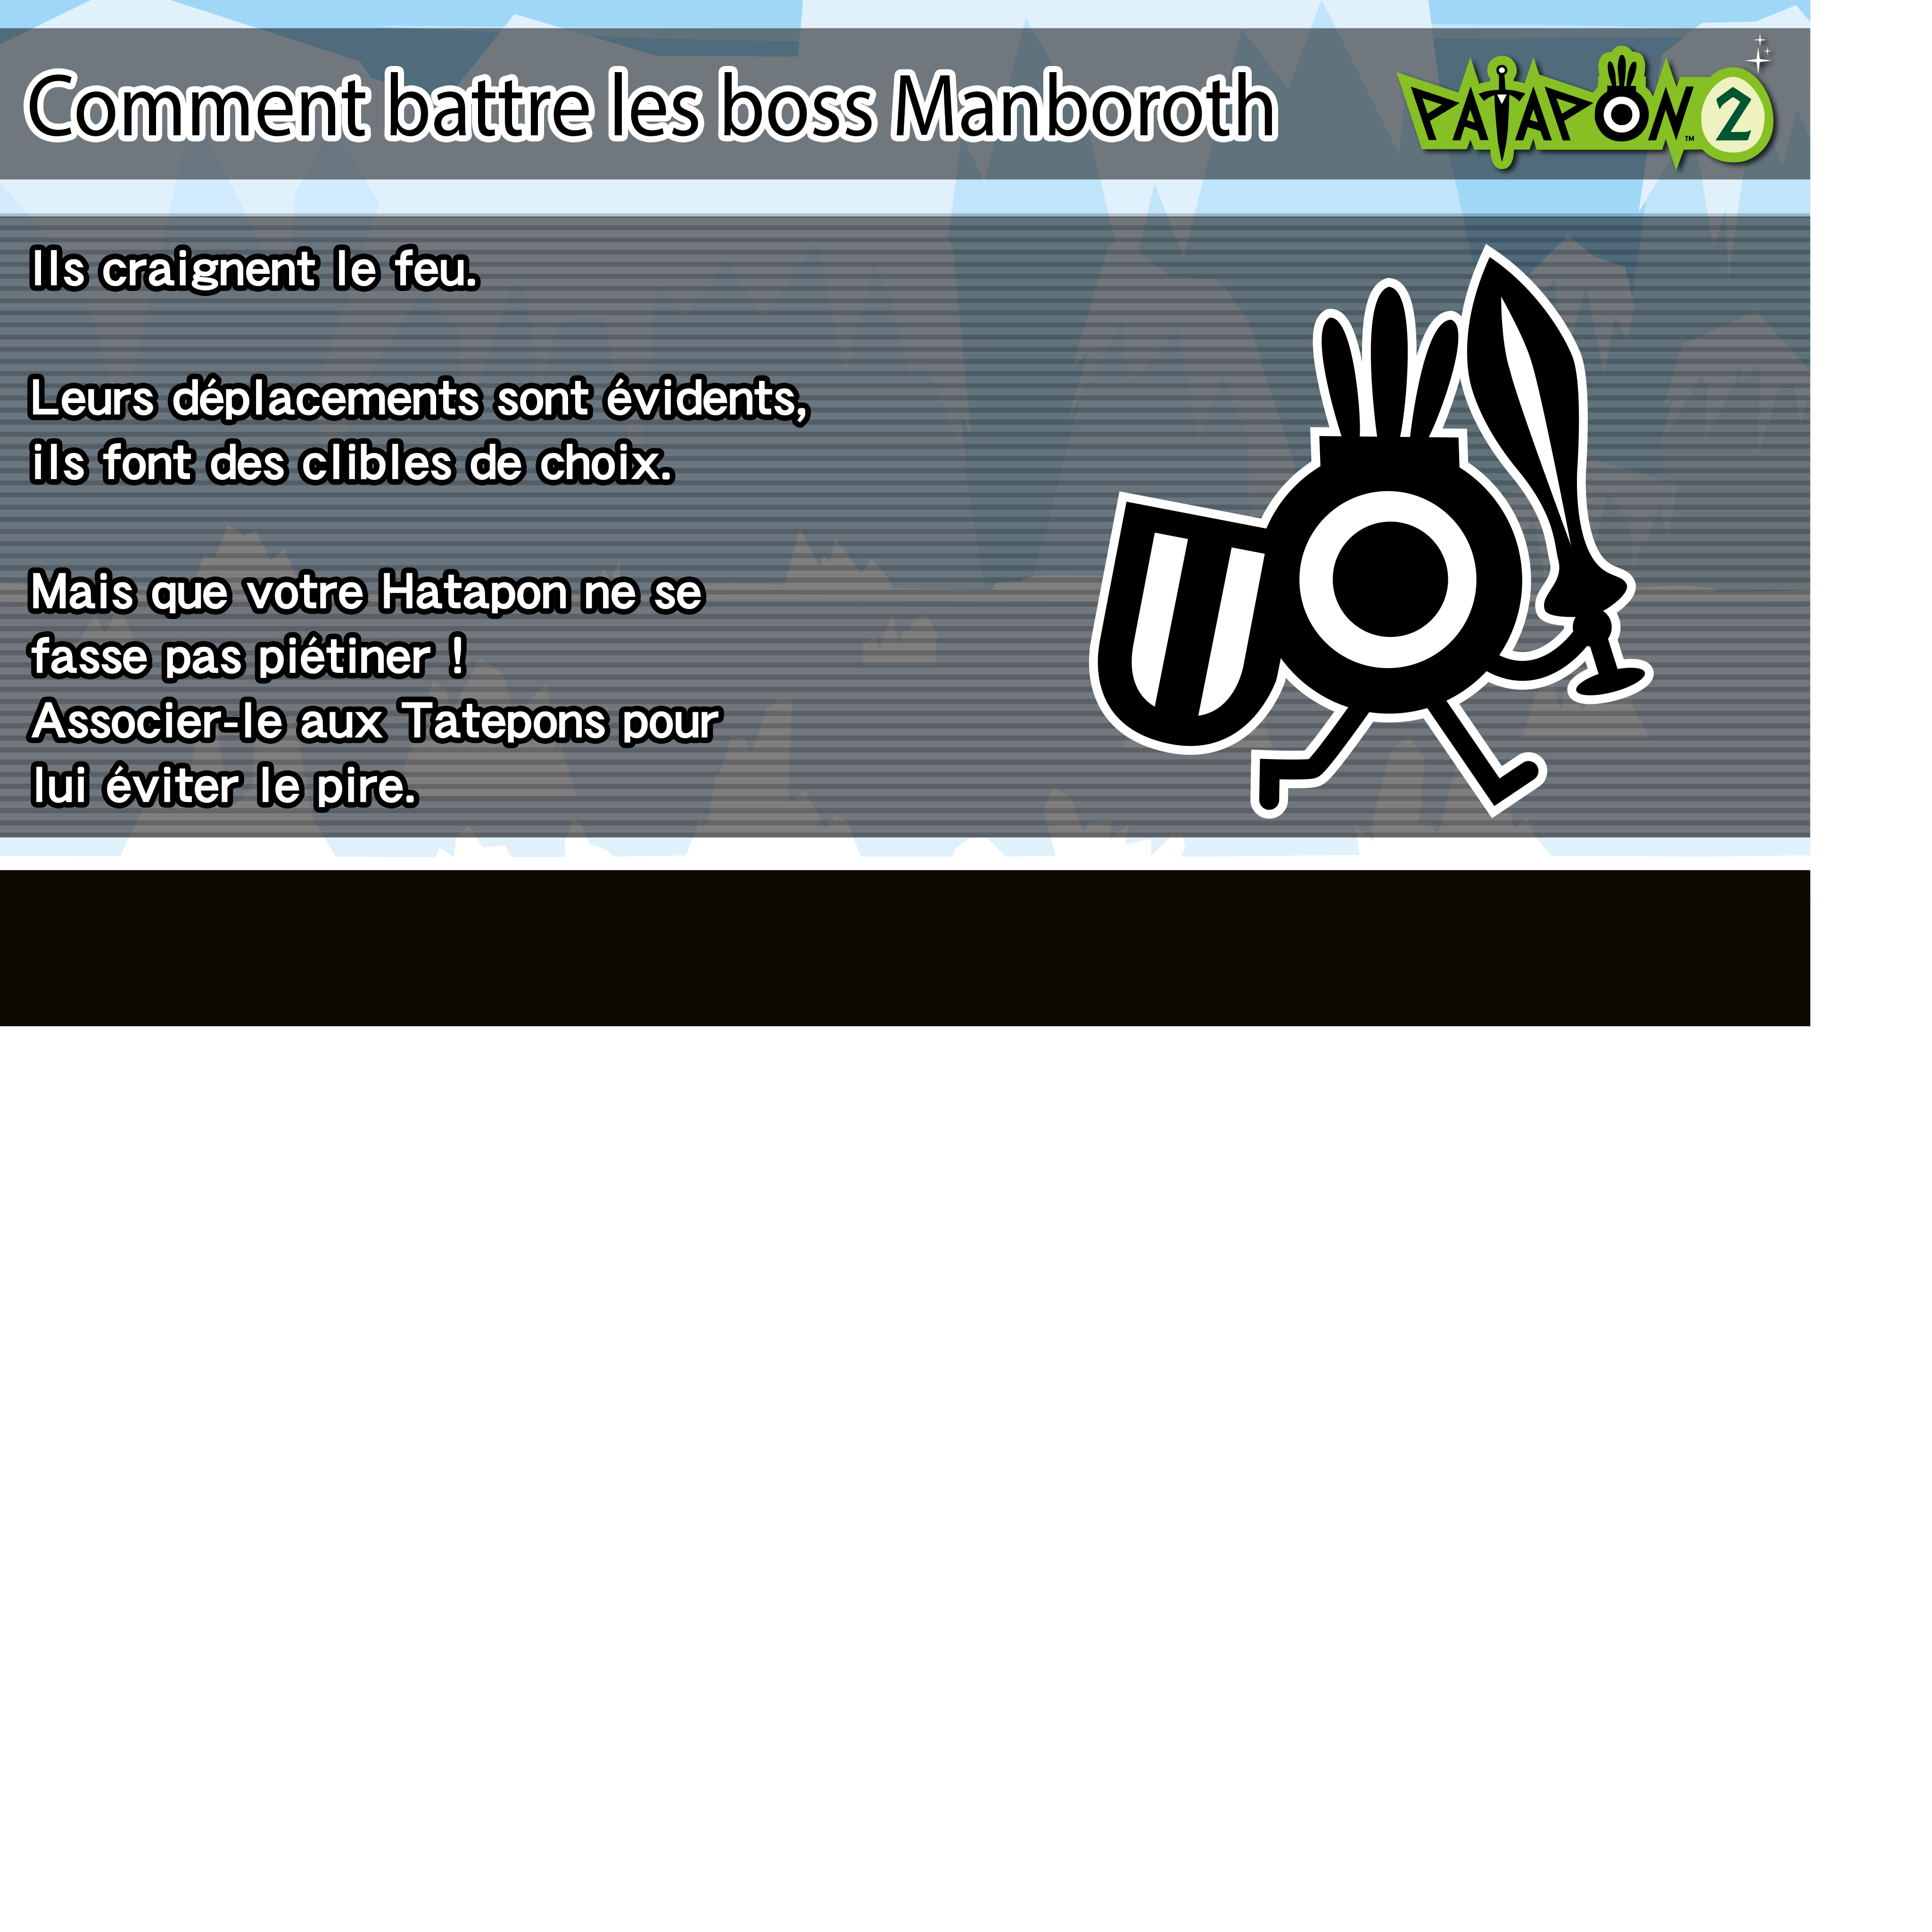 Comment battre les boss Manboroth
PATAPON™ 2
Ils craignent le feu.
Leurs déplacements sont évidents,
ils font des clibles de choix.
Mais que votre Hatapon ne se
fasse pas piétiner !
Associer-le aux Tatepons pour
lui éviter le pire.